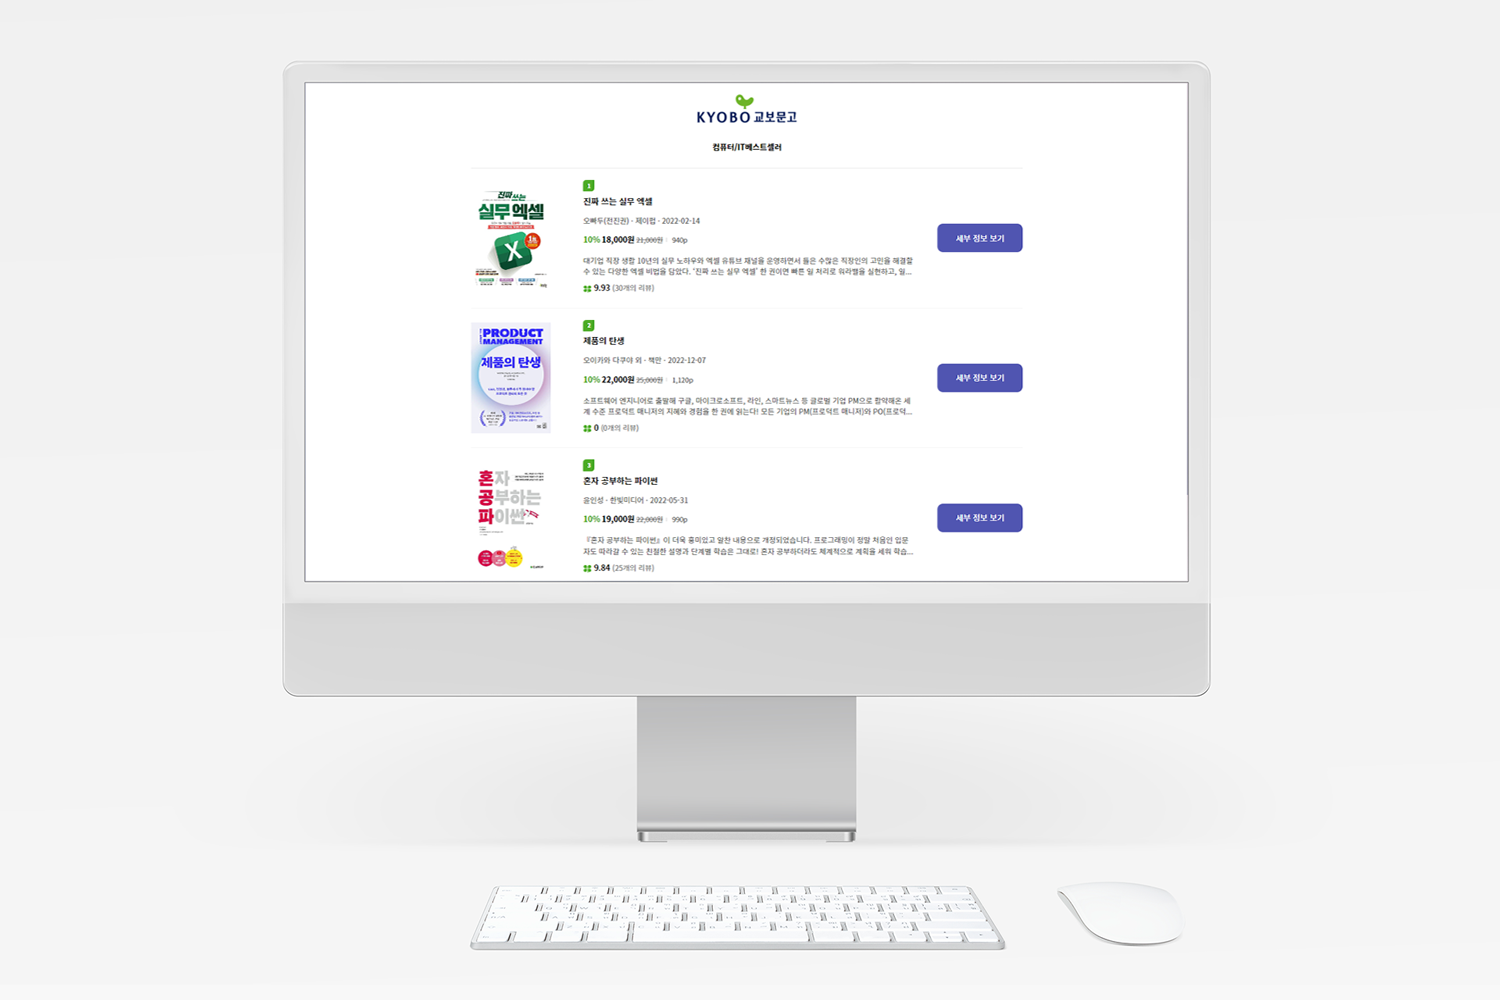 KYOBO 교보문고
컴퓨터/IT베스트셀러
진짜 쓰는
실무 엑셀
X
1
진짜 쓰는 실무 엑셀
오빠두(전진권) · 제이펍 · 2022-02-14
10% 18,000원 21,000원 | 940p
대기업 직장 생활 10년의 실무 노하우와 엑셀 유튜브 채널을 운영하면서 들은 수많은 직장인의 고민을 해결할
수 있는 다양한 엑셀 비법을 담았다. '진짜 쓰는 실무 엑셀' 한 권이면 빠른 일 처리로 워라밸을 실현하고, 일...
9.93 (30개의 리뷰)
세부 정보 보기
PRODUCT
MANAGEMENT
제품의 탄생
2
제품의 탄생
오이카와 다쿠야 외 · 책만 · 2022-12-07
10% 22,000원 25,000원 | 1,120p
소프트웨어 엔지니어로 출발해 구글, 마이크로소프트, 라인, 스마트뉴스 등 글로벌 기업 PM으로 활약해온 세
계 수준 프로덕트 매니저의 지혜와 경험을 한 권에 읽는다! 모든 기업의 PM(프로덕트 매니저)와 PO(프로덕...
0 (0개의 리뷰)
세부 정보 보기
혼자
공부하는
파이썬
3
혼자 공부하는 파이썬
윤인성 · 한빛미디어 · 2022-05-31
10% 19,000원 22,000원 | 990p
『혼자 공부하는 파이썬』이 더욱 흥미있고 알찬 내용으로 개정되었습니다. 프로그래밍이 정말 처음인 입문
자도 따라갈 수 있는 친절한 설명과 단계별 학습은 그대로! 혼자 공부하더라도 체계적으로 계획을 세워 학습...
9.84 (25개의 리뷰)
세부 정보 보기